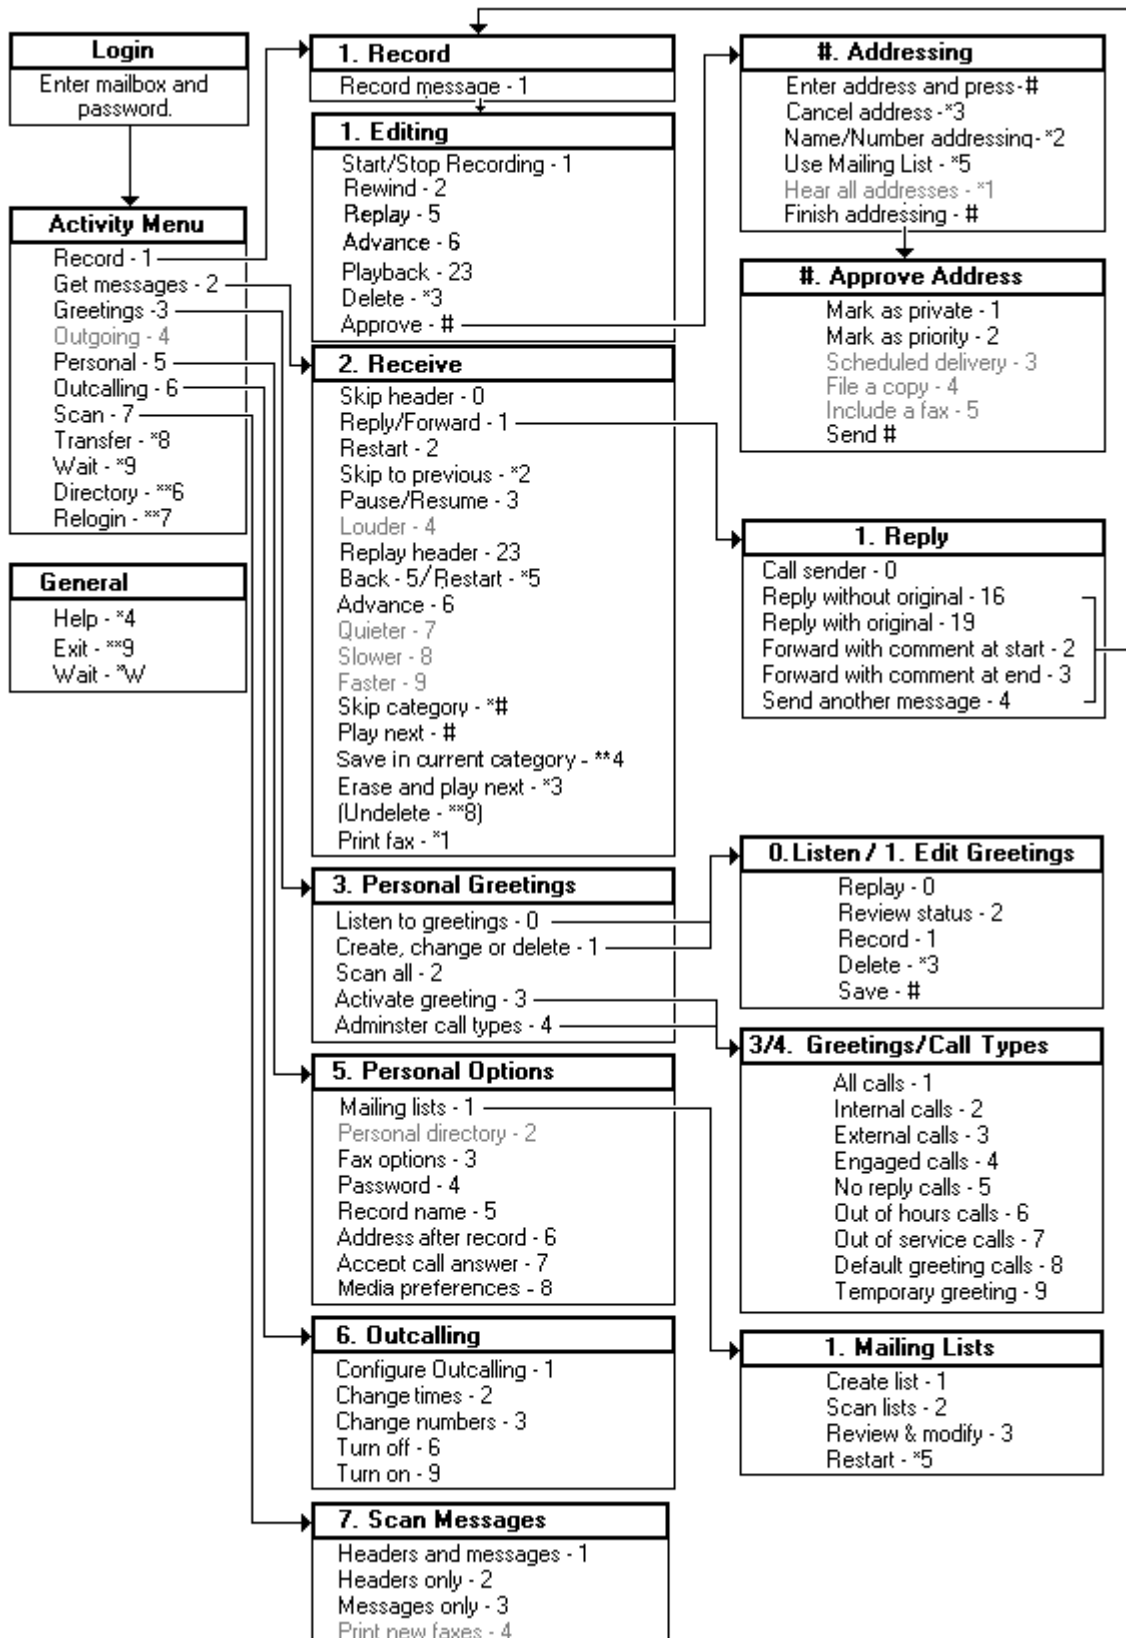 Login
Enter mailbox and
password.
Activity Menu
Record - 1
Get messages - 2
Greetings -3
Outgoing - 4
Personal - 5
Outcalling - 6
Scan - 7
Transfer - *8
Wait - *9
Directory - **6
Relogin - **7
General
Help - *4
Exit - **9
Wait - *W
1. Record
Record message - 1
1. Editing
Start/Stop Recording - 1
Rewind - 2
Replay - 5
Advance - 6
Playback - 23
Delete - *3
Approve - #
2. Receive
Skip header - 0
Reply/Forward - 1
Restart - 2
Skip to previous - *2
Pause/Resume - 3
Louder - 4
Replay header - 23
Back - 5/Restart - *5
Advance - 6
Quieter - 7
Slower - 8
Faster - 9
Skip category - *#
Play next - #
Save in current category - **4
Erase and play next - *3
(Undelete - **8)
Print fax - *1
3. Personal Greetings
Listen to greetings - 0
Create, change or delete - 1
Scan all - 2
Activate greeting - 3
Adminster call types - 4
5. Personal Options
Mailing lists - 1
Personal directory - 2
Fax options - 3
Password - 4
Record name - 5
Address after record - 6
Accept call answer - 7
Media preferences - 8
6. Outcalling
Configure Outcalling - 1
Change times - 2
Change numbers - 3
Turn off - 6
Turn on - 9
7. Scan Messages
Headers and messages - 1
Headers only - 2
Messages only - 3
Print new faxes - 4
#. Addressing
Enter address and press-#
Cancel address -*3
Name/Number addressing- *2
Use Mailing List - *5
Hear all addresses - *1
Finish addressing - #
#. Approve Address
Mark as private - 1
Mark as priority - 2
Scheduled delivery - 3
File a copy - 4
Include a fax - 5
Send #
1. Reply
Call sender - 0
Reply without original - 16
Reply with original - 19
Forward with comment at start - 2
Forward with comment at end - 3
Send another message - 4
0. Listen / 1. Edit Greetings
Replay - 0
Review status - 2
Record - 1
Delete - *3
Save - #
3/4. Greetings/Call Types
All calls - 1
Internal calls - 2
External calls - 3
Engaged calls - 4
No reply calls - 5
Out of hours calls - 6
Out of service calls - 7
Default greeting calls - 8
Temporary greeting - 9
1. Mailing Lists
Create list - 1
Scan lists - 2
Review & modify - 3
Restart - *5